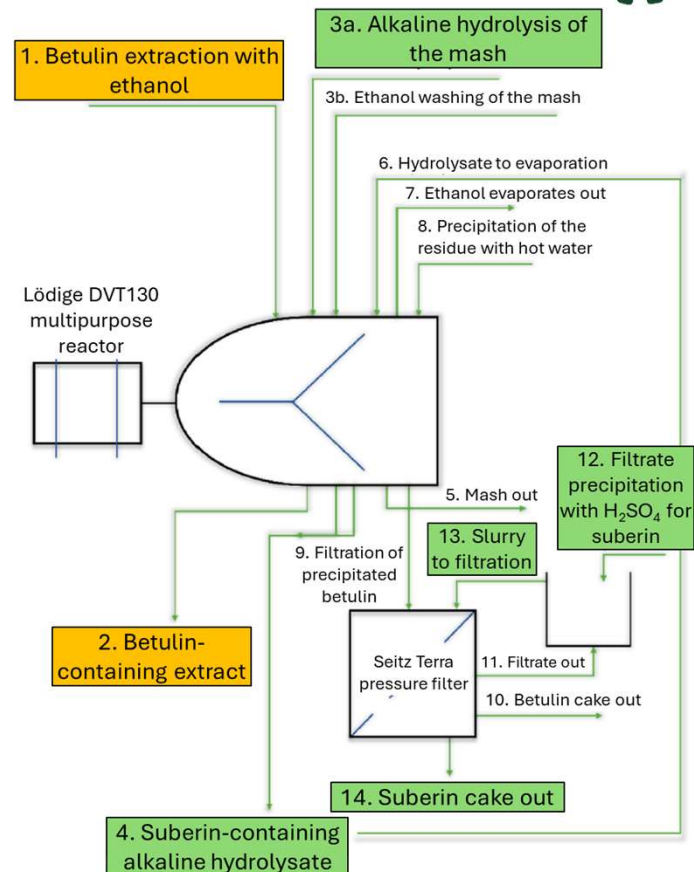 3a. Alkaline hydrolysis of
the mash
1. Betulin extraction with
ethanol
3b. Ethanol washing of the mash
6. Hydrolysate to evaporation
7. Ethanol evaporates out
8. Precipitation of the
residue with hot water
Lödige DVT130
multipurpose
reactor
12. Filtrate
precipitation
with H₂SO₄ for
suberin
5. Mash out
13. Slurry
to filtration
9. Filtration of
precipitated
betulin
2. Betulin-
containing extract
Seitz Terra
pressure filter
11. Filtrate out
10. Betulin cake out
14. Suberin cake out
4. Suberin-containing
alkaline hydrolysate